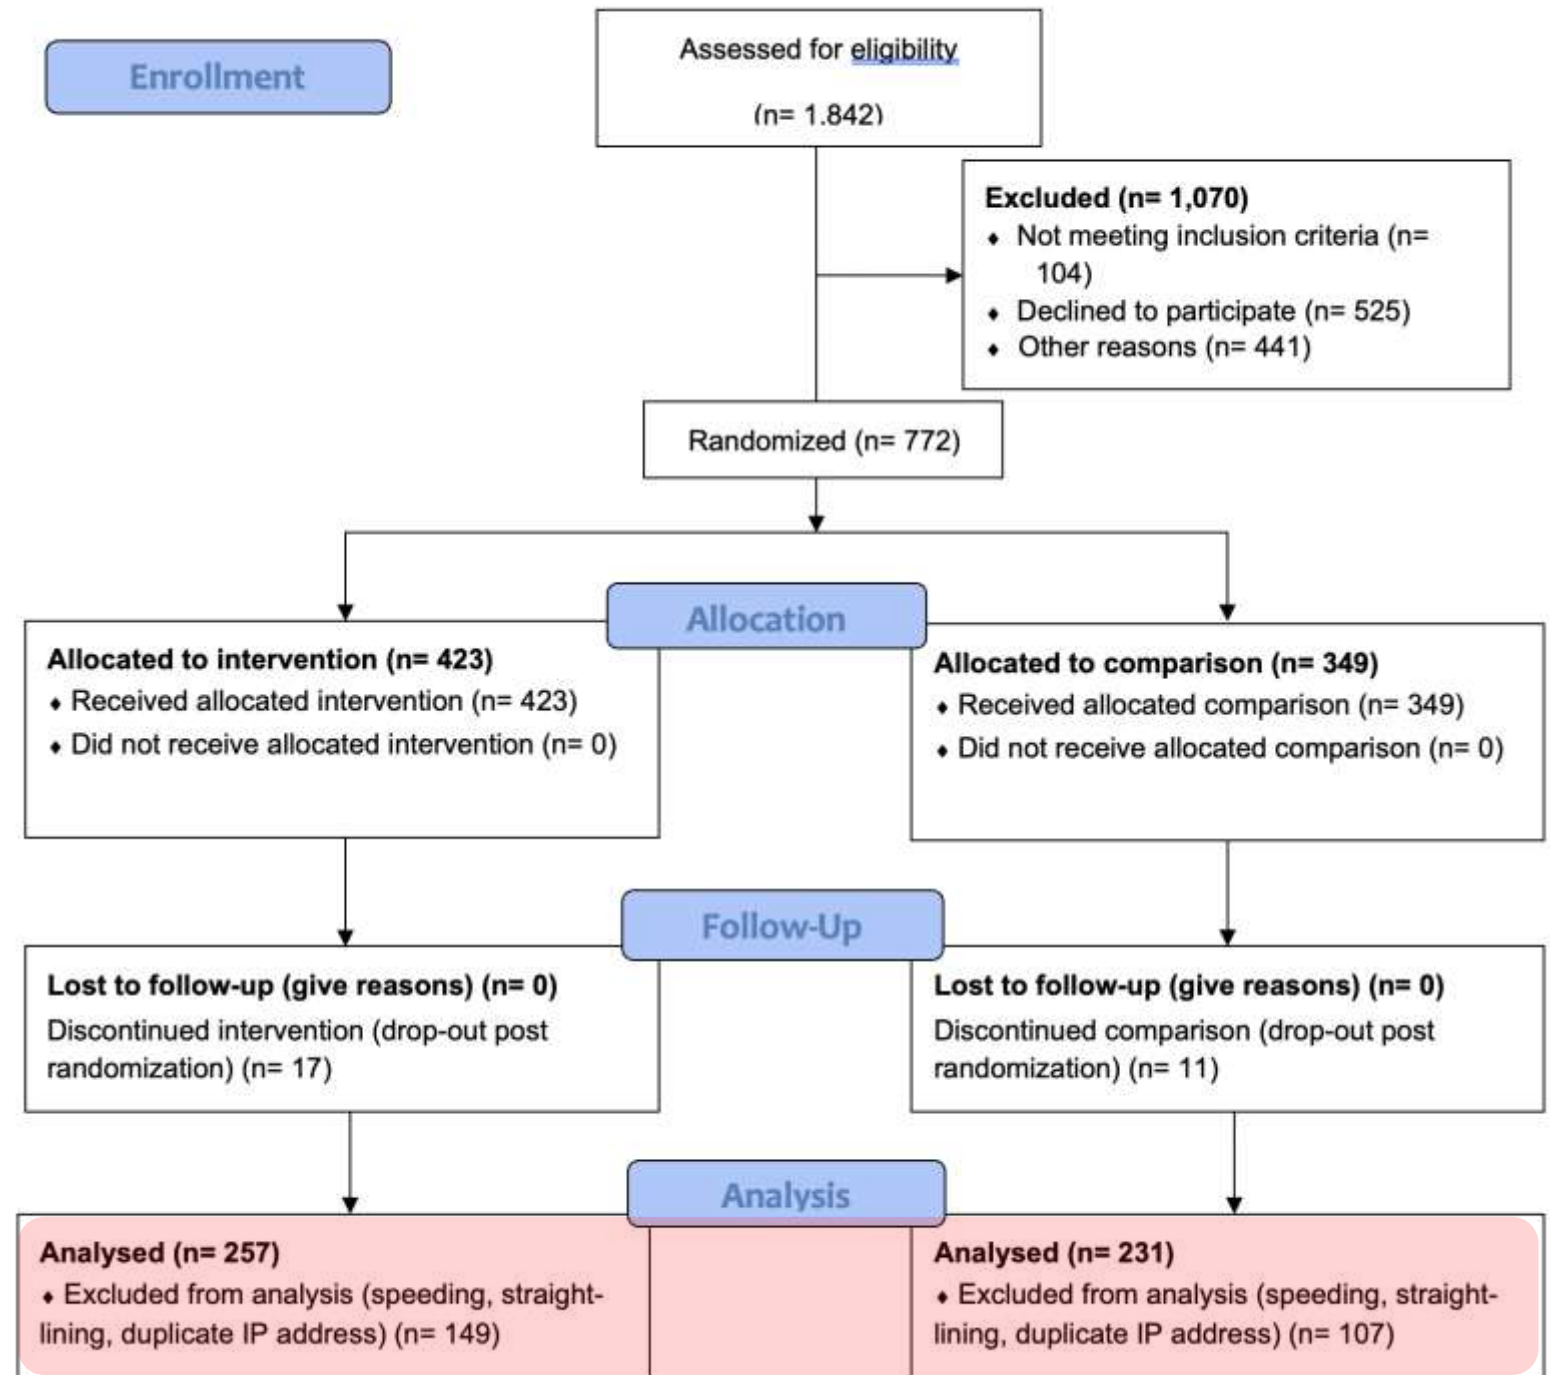 Enrollment
Assessed for eligibility
(n= 1.842)
Excluded (n= 1,070)
⬧ Not meeting inclusion criteria (n=
104)
⬧ Declined to participate (n= 525)
⬧ Other reasons (n= 441)
Randomized (n= 772)
Allocation
Allocated to intervention (n= 423)
⬧ Received allocated intervention (n= 423)
⬧ Did not receive allocated intervention (n= 0)
Allocated to comparison (n= 349)
⬧ Received allocated comparison (n= 349)
⬧ Did not receive allocated comparison (n= 0)
Follow-Up
Lost to follow-up (give reasons) (n= 0)
Discontinued intervention (drop-out post
randomization) (n= 17)
Lost to follow-up (give reasons) (n= 0)
Discontinued comparison (drop-out post
randomization) (n= 11)
Analysis
Analysed (n= 257)
⬧ Excluded from analysis (speeding, straight-
lining, duplicate IP address) (n= 149)
Analysed (n= 231)
⬧ Excluded from analysis (speeding, straight-
lining, duplicate IP address) (n= 107)